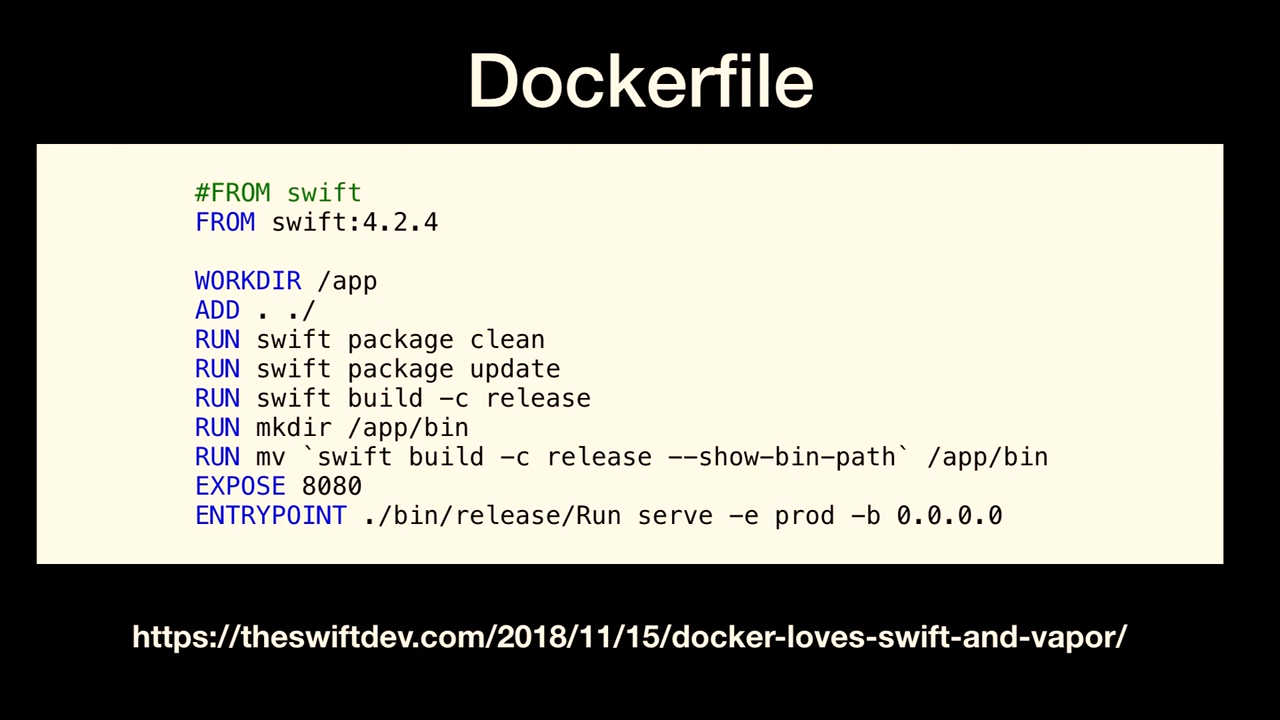 Dockerfile
#FROM swift
FROM swift:4.2.4
WORKDIR /app
ADD . ./
RUN swift package clean
RUN swift package update
RUN swift build -c release
RUN mkdir /app/bin
RUN mv `swift build -c release --show-bin-path` /app/bin
EXPOSE 8080
ENTRYPOINT ./bin/release/Run serve -e prod -b 0.0.0.0
https://theswiftdev.com/2018/11/15/docker-loves-swift-and-vapor/